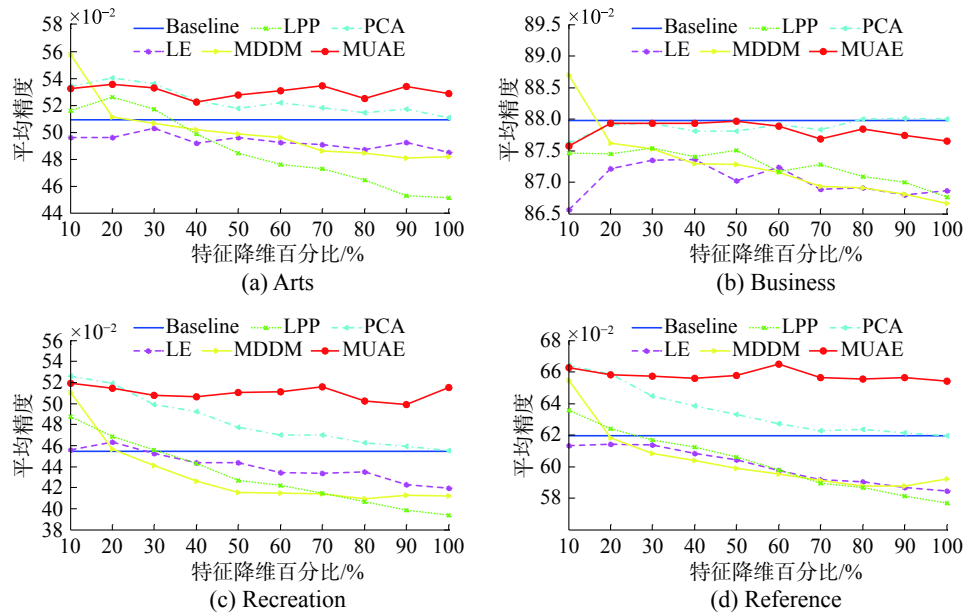 ×10⁻²
58
56
54
52
50
48
46
44
平均精度
Baseline LPP PCA
LE MDDM MUAE
10 20 30 40 50 60 70 80 90 100
特征降维百分比/%
(a) Arts
×10⁻²
89.5
89.0
88.5
88.0
87.5
87.0
86.5
平均精度
Baseline LPP PCA
LE MDDM MUAE
10 20 30 40 50 60 70 80 90 100
特征降维百分比/%
(b) Business
×10⁻²
56
54
52
50
48
46
44
42
40
38
平均精度
Baseline LPP PCA
LE MDDM MUAE
10 20 30 40 50 60 70 80 90 100
特征降维百分比/%
(c) Recreation
×10⁻²
68
66
64
62
60
58
平均精度
Baseline LPP PCA
LE MDDM MUAE
10 20 30 40 50 60 70 80 90 100
特征降维百分比/%
(d) Reference